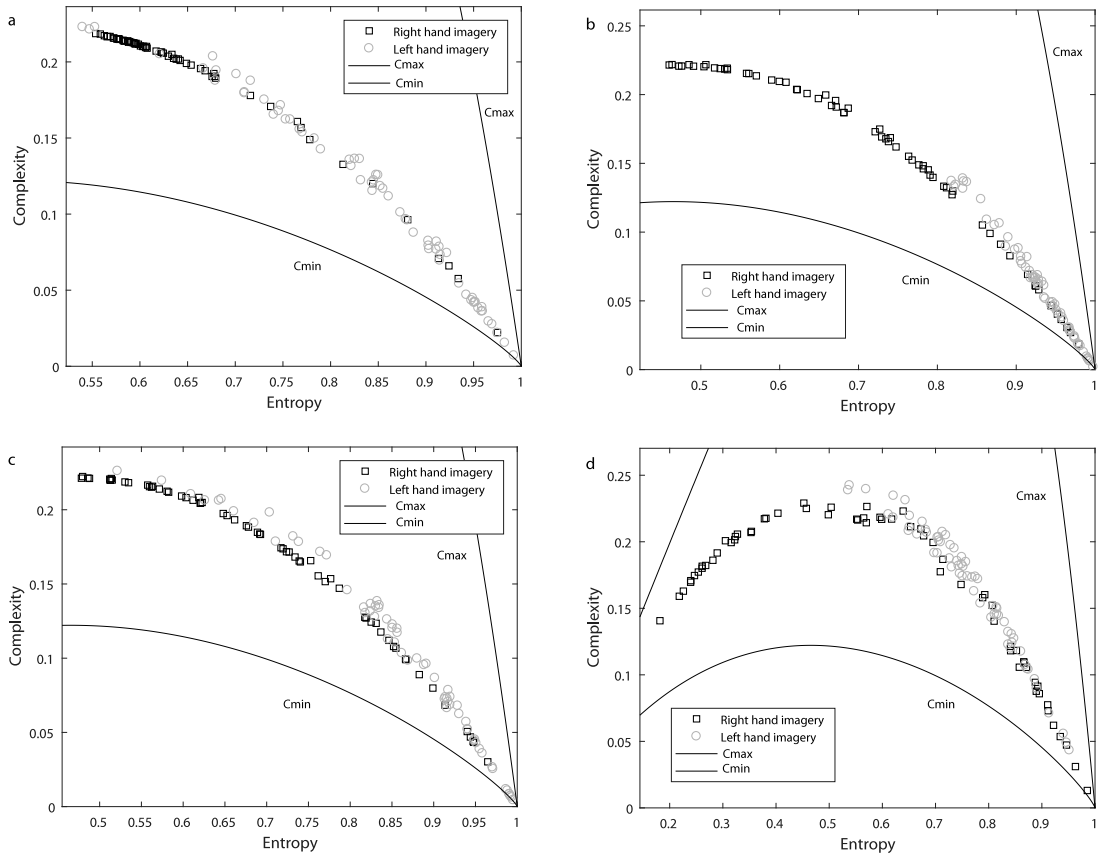 a
Complexity
0.2
0.15
0.1
0.05
0
Right hand imagery
Left hand imagery
Cmax
Cmin
Cmax
Cmin
0.55 0.6 0.65 0.7 0.75 0.8 0.85 0.9 0.95 1
Entropy
b
Complexity
0.25
0.2
0.15
0.1
0.05
0
Cmax
Cmin
Right hand imagery
Left hand imagery
Cmax
Cmin
0.5 0.6 0.7 0.8 0.9 1
Entropy
c
Complexity
0.2
0.15
0.1
0.05
0
Right hand imagery
Left hand imagery
Cmax
Cmin
Cmax
Cmin
0.5 0.55 0.6 0.65 0.7 0.75 0.8 0.85 0.9 0.95 1
Entropy
d
Complexity
0.25
0.2
0.15
0.1
0.05
0
Cmax
Cmin
Right hand imagery
Left hand imagery
Cmax
Cmin
0.2 0.3 0.4 0.5 0.6 0.7 0.8 0.9 1
Entropy